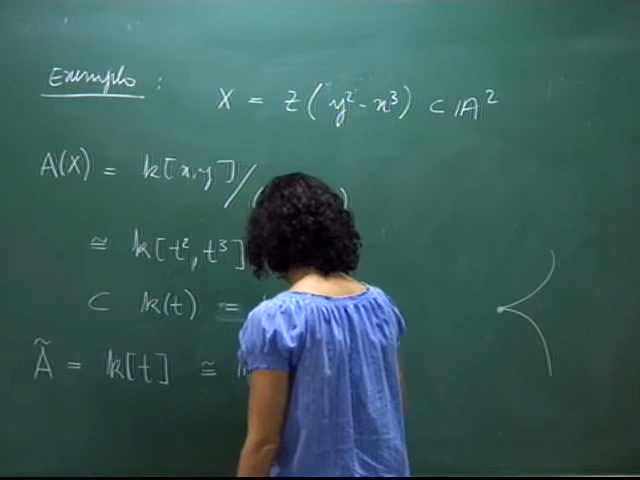 Exemplo :
X = Z(y² - x³) ⊂ A²
A(X) = k[x,y]/( )
≅ k[t², t³]
⊂ k(t) =
Ã = k[t] ≅